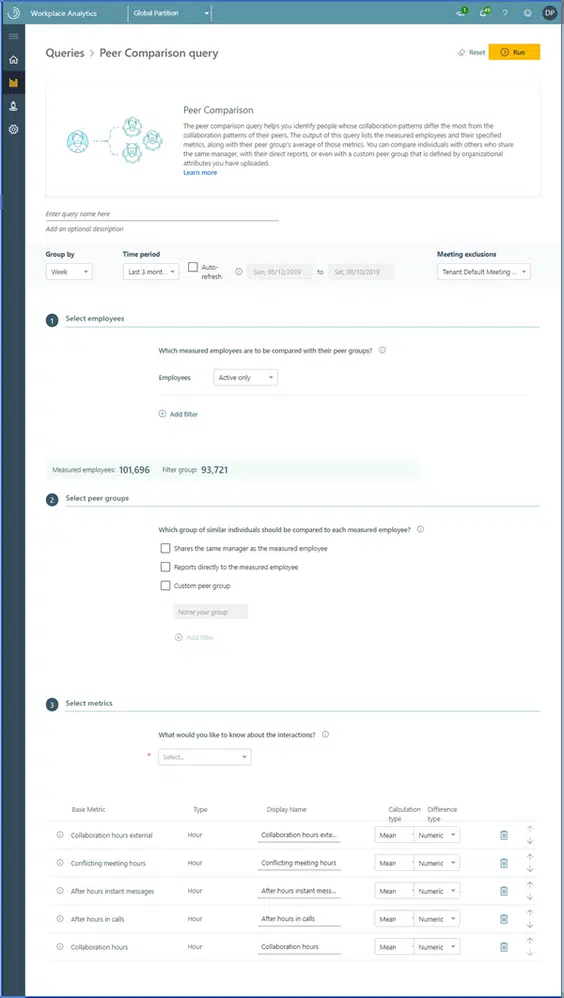 Workplace Analytics
Global Partition
1
49
?
DP
Queries > Peer Comparison query
Reset
Run
Peer Comparison
The peer comparison query helps you identify people whose collaboration patterns differ the most from the
collaboration patterns of their peers. The output of this query lists the measured employees and their specified
metrics, along with their peer group's average of those metrics. You can compare individuals with others who share
the same manager, with their direct reports, or even with a custom peer group that is defined by organizational
attributes you have uploaded.
Learn more
Enter query name here
Add an optional description
Group by
Time period
Meeting exclusions
Week
Last 3 mont...
Auto-
refresh
Sun, 05/12/2019
to
Sat, 08/10/2019
Tenant Default Meeting ...
1
Select employees
Which measured employees are to be compared with their peer groups?
Employees
Active only
Add filter
Measured employees: 101,696
Filter group: 93,721
2
Select peer groups
Which group of similar individuals should be compared to each measured employee?
Shares the same manager as the measured employee
Reports directly to the measured employee
Custom peer group
Name your group
Add Filter
3
Select metrics
What would you like to know about the interactions?
* Select...
Base Metric
Type
Display Name
Calculation
type
Difference
type
Collaboration hours external
Hour
Collaboration hours exte...
Mean
Numeric
Conflicting meeting hours
Hour
Conflicting meeting hours
Mean
Numeric
After hours instant messages
Hour
After hours instant mess...
Mean
Numeric
After hours in calls
Hour
After hours in calls
Mean
Numeric
Collaboration hours
Hour
Collaboration hours
Mean
Numeric